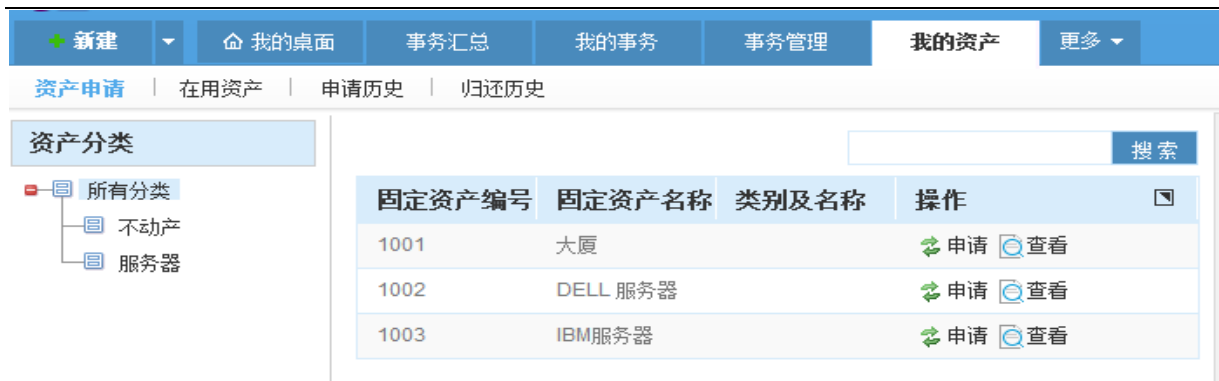 新建 我的桌面 事务汇总 我的事务 事务管理 我的资产 更多
资产申请 在用资产 申请历史 归还历史
资产分类
搜索
所有分类
不动产
服务器
固定资产编号 固定资产名称 类别及名称 操作
1001 大厦 申请 查看
1002 DELL 服务器 申请 查看
1003 IBM服务器 申请 查看